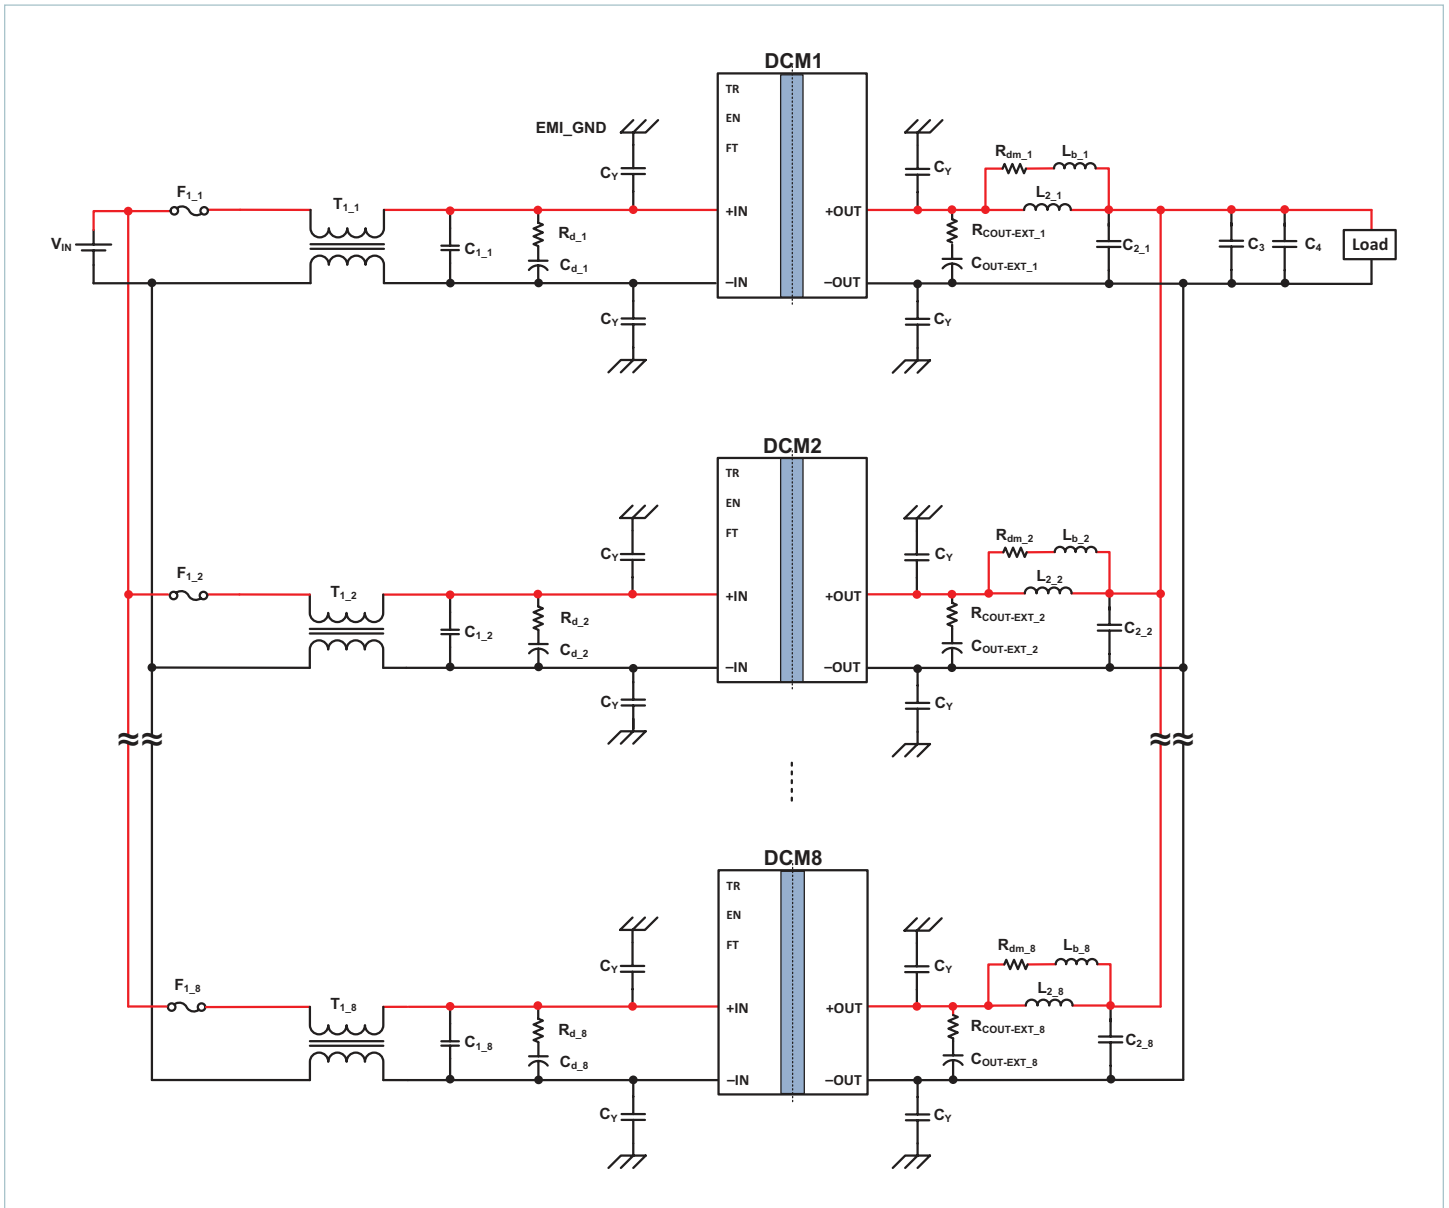 DCM1
TR
EN
FT
+IN
–IN
+OUT
–OUT
EMI_GND
CY
CY
CY
CY
VIN
F1_1
T1_1
C1_1
Rd_1
Cd_1
Rdm_1
Lb_1
L2_1
RCOUT-EXT_1
COUT-EXT_1
C2_1
C3
C4
Load
DCM2
TR
EN
FT
+IN
–IN
+OUT
–OUT
CY
CY
CY
CY
F1_2
T1_2
C1_2
Rd_2
Cd_2
Rdm_2
Lb_2
L2_2
RCOUT-EXT_2
COUT-EXT_2
C2_2
DCM8
TR
EN
FT
+IN
–IN
+OUT
–OUT
CY
CY
CY
CY
F1_8
T1_8
C1_8
Rd_8
Cd_8
Rdm_8
Lb_8
L2_8
RCOUT-EXT_8
COUT-EXT_8
C2_8